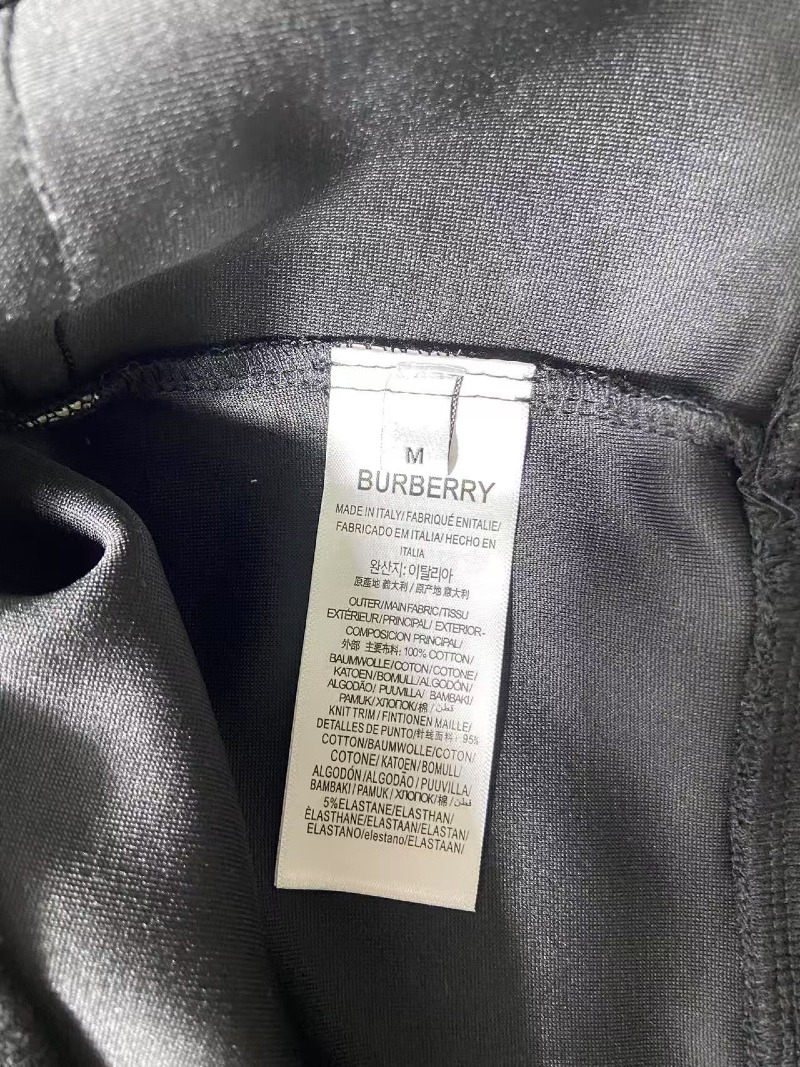 M
BURBERRY
MADE IN ITALY/ FABRIQUÉ ENITALIE/
FABRICADO EM ITALIA/ HECHO EN
ITALIA
완산지: 이탈리아
原產地 義大利 / 原产地 意大利
OUTER/MAIN FABRIC/TISSU
EXTÉRIEUR/PRINCIPAL/ EXTERIOR-
COMPOSICION PRINCIPAL/
外部 主要布料: 100% COTTON/
BAUMWOLLE/COTON/COTONE/
KATOEN/BOMULL/ALGODÓN/
ALGODÃO/ PUUVILLA/ BAMBAKI/
PAMUK/ХЛОПОК/棉 /قطن/
KNIT TRIM / FINTIONEN MAILLE/
DETALLES DE PUNTO/针丝面料: 95%
COTTON/BAUMWOLLE/COTON/
COTONE/ KATOEN/ BOMULL/
ALGODÓN /ALGODÃO / PUUVILLA/
BAMBAKI / PAMUK / ХЛОПОК/棉 /قطن/
5%ELASTANE/ELASTHAN/
ÉLASTHANE/ELASTAAN/ELASTAN/
ELASTANO/elestano/ELASTAAN/